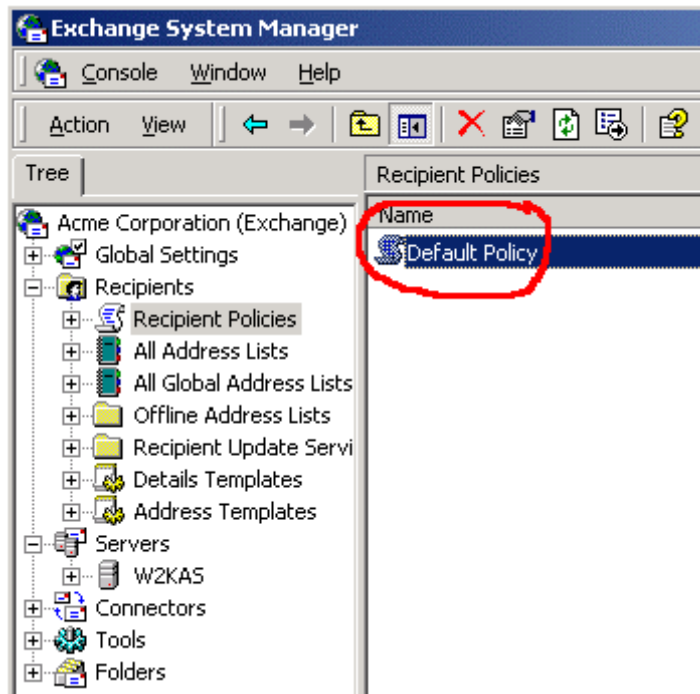 Exchange System Manager
Console Window Help
Action View
Tree
Recipient Policies
Acme Corporation (Exchange)
Global Settings
Recipients
Recipient Policies
All Address Lists
All Global Address Lists
Offline Address Lists
Recipient Update Servi
Details Templates
Address Templates
Servers
W2KAS
Connectors
Tools
Folders
Name
Default Policy